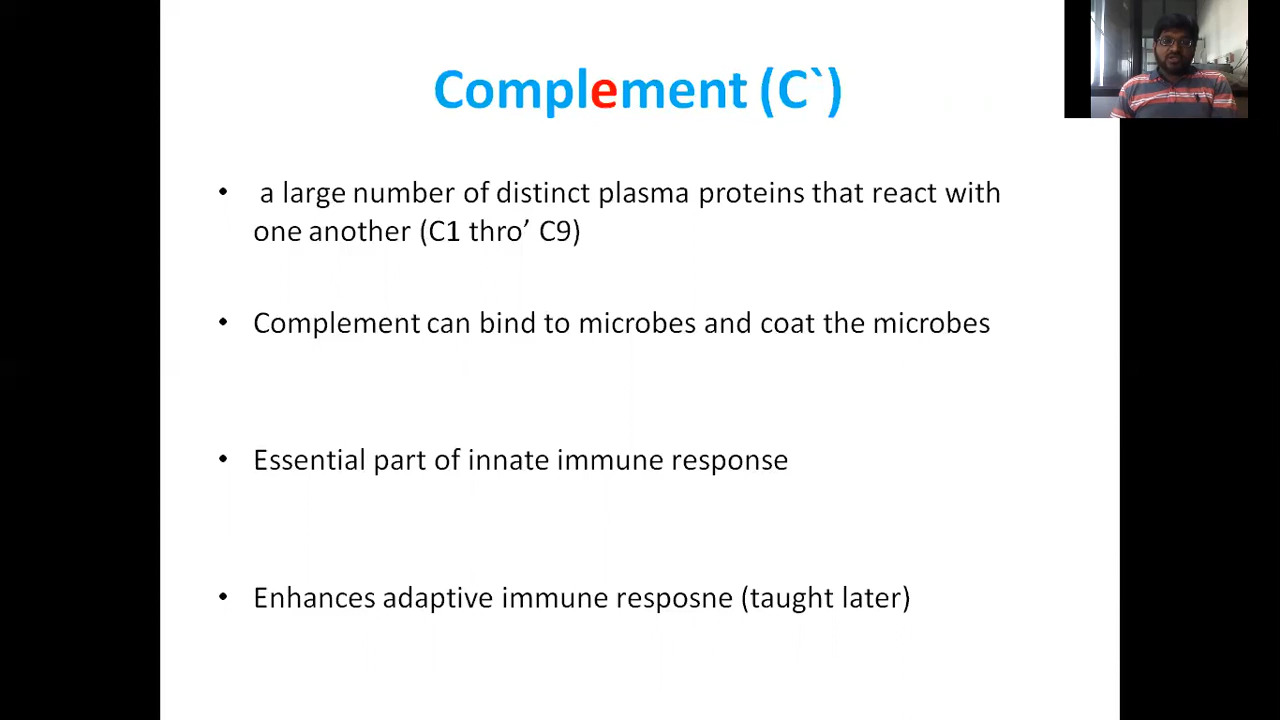 Complement (C`)
• a large number of distinct plasma proteins that react with
one another (C1 thro’ C9)
• Complement can bind to microbes and coat the microbes
• Essential part of innate immune response
• Enhances adaptive immune resposne (taught later)